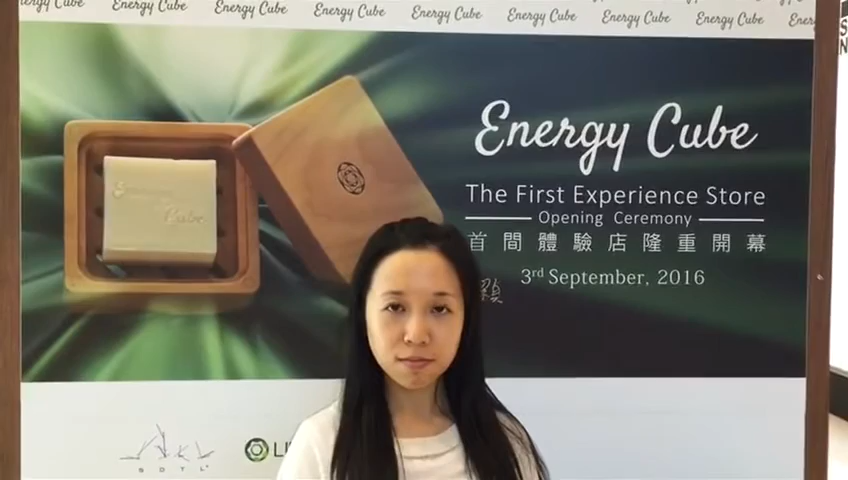 Energy Cube Energy Cube Energy Cube Energy Cube Energy Cube Energy Cube Energy Cube Energy Cube
Energy Cube
The First Experience Store
Opening Ceremony
首間體驗店隆重開幕
3rd September, 2016
Cube
SOYL